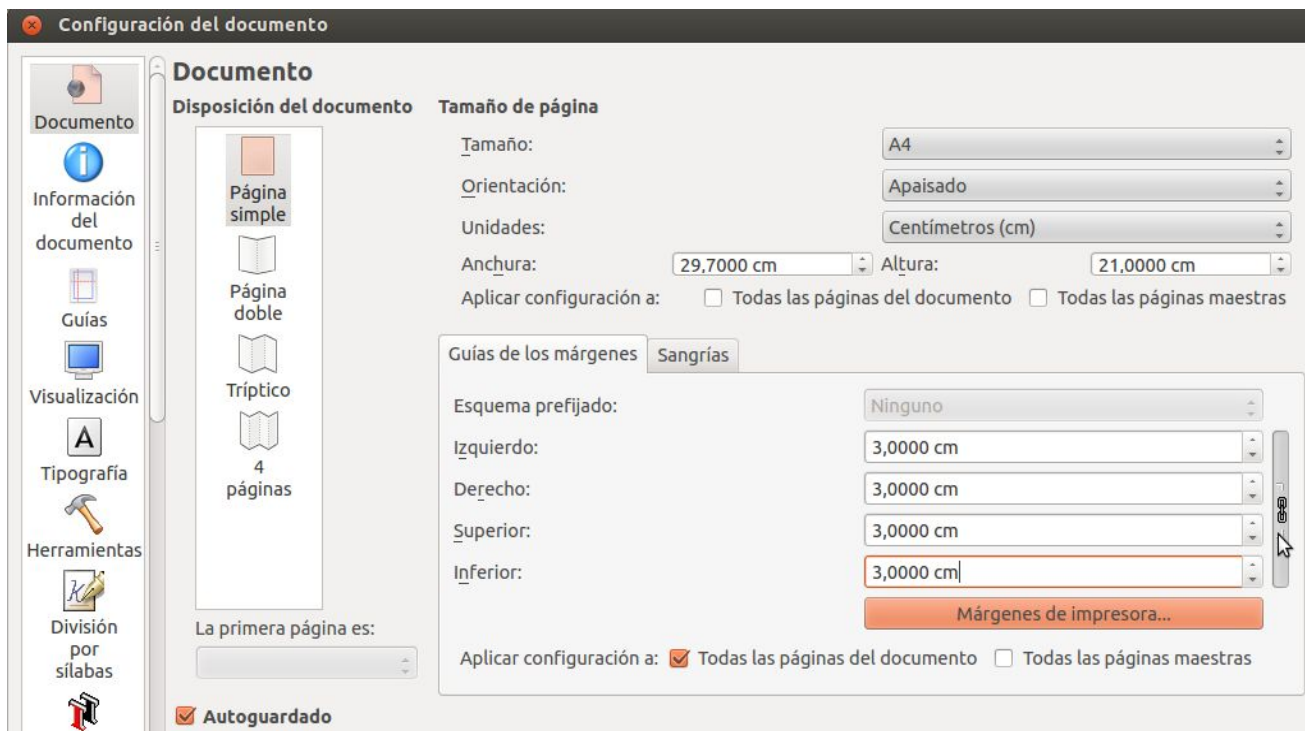 Configuración del documento
Documento
Información
del
documento
Guías
Visualización
A
Tipografía
Herramientas
División
por
sílabas
Documento
Disposición del documento
Página
simple
Página
doble
Tríptico
4
páginas
La primera página es:
Autoguardado
Tamaño de página
Tamaño: A4
Orientación: Apaisado
Unidades: Centímetros (cm)
Anchura: 29,7000 cm Altura: 21,0000 cm
Aplicar configuración a: Todas las páginas del documento Todas las páginas maestras
Guías de los márgenes Sangrías
Esquema prefijado: Ninguno
Izquierdo: 3,0000 cm
Derecho: 3,0000 cm
Superior: 3,0000 cm
Inferior: 3,0000 cm
Márgenes de impresora...
Aplicar configuración a: Todas las páginas del documento Todas las páginas maestras